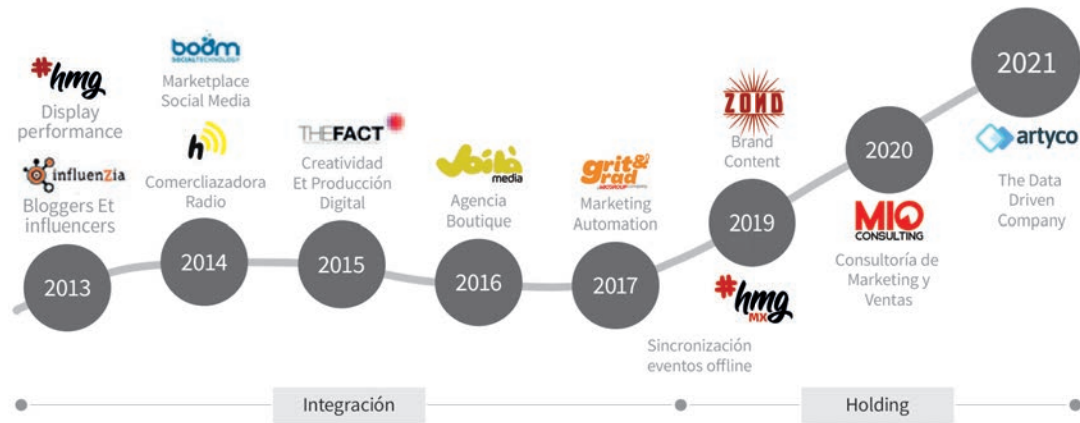 #hmg
Display
performance
influenZia
Bloggers Et
influencers
2013
boom
SOCIALTECHNOLOGY
Marketplace
Social Media
h
Comercliazadora
Radio
2014
THEFACT
Creatividad
Et Producción
Digital
2015
Voilà
media
Agencia
Boutique
2016
grit&
grad
Marketing
Automation
2017
ZOND
Brand
Content
2019
#hmg
MX
Sincronización
eventos offline
2020
MIO
CONSULTING
Consultoría de
Marketing y
Ventas
2021
artyco
The Data
Driven
Company
Integración
Holding